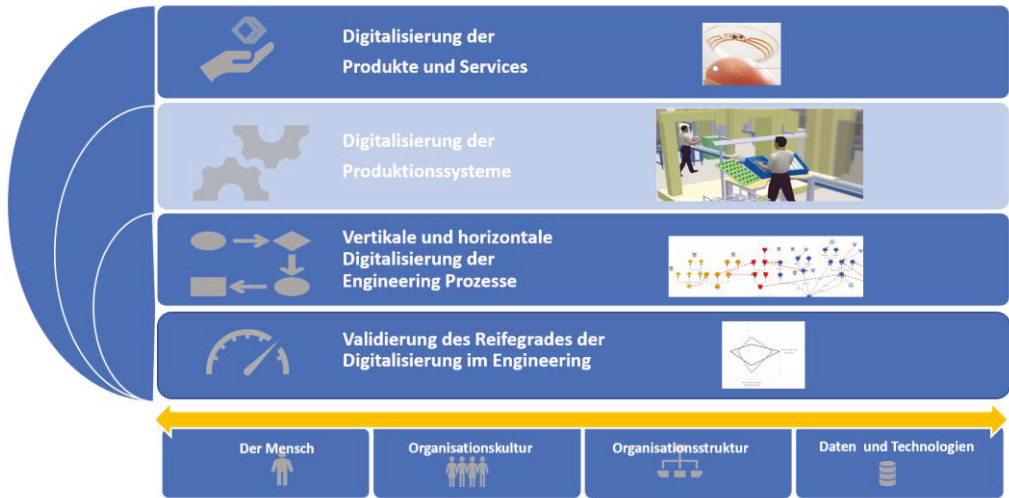 Digitalisierung der
Produkte und Services
Digitalisierung der
Produktionssysteme
Vertikale und horizontale
Digitalisierung der
Engineering Prozesse
Validierung des Reifegrades der
Digitalisierung im Engineering
Der Mensch
Organisationskultur
Organisationsstruktur
Daten und Technologien